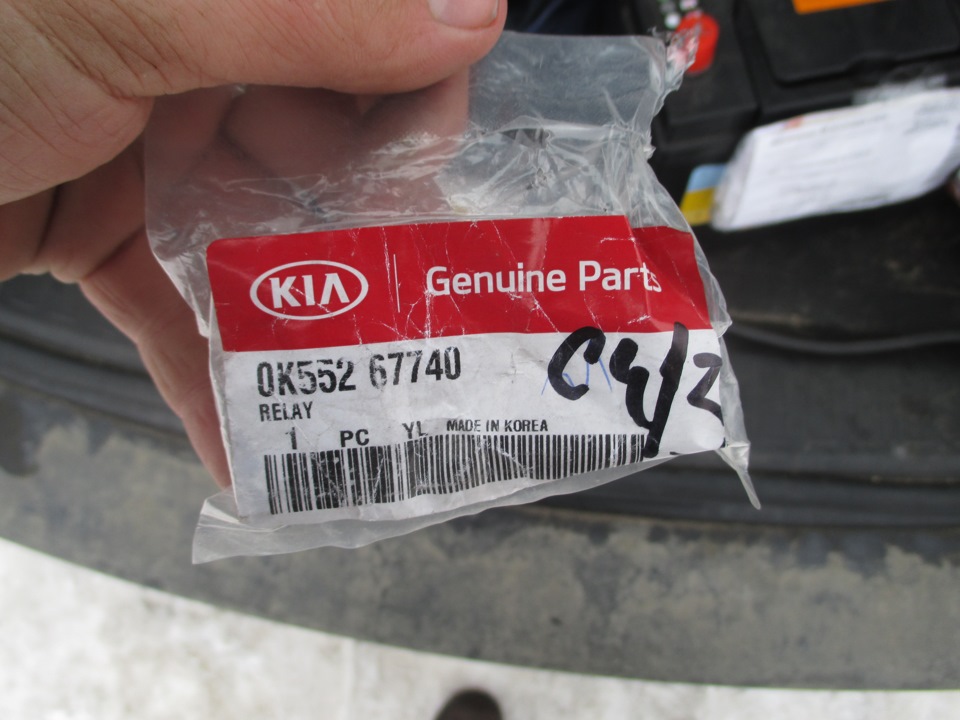 KIA Genuine Parts
0K552 67740
RELAY
1 PC YL MADE IN KOREA